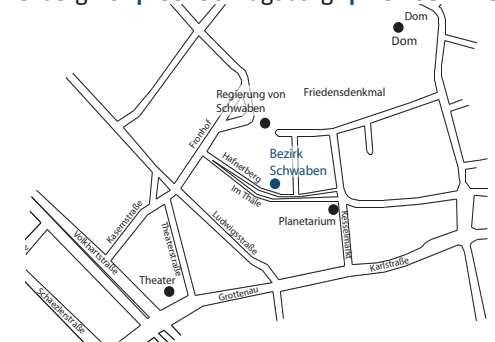 Dom
Dom
Regierung von
Schwaben
Friedensdenkmal
Fronhof
Bezirk
Schwaben
Hafnerberg
Im Thäle
Planetarium
Kesselmarkt
Kasernstraße
Ludwigstraße
Volkhartstraße
Theaterstraße
Karlstraße
Theater
Grottenau
Schaezlerstraße